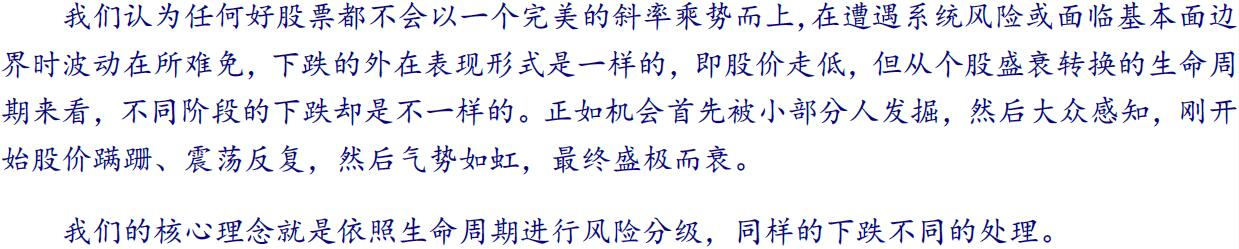 我们认为任何好股票都不会以一个完美的斜率乘势而上,在遭遇系统风险或面临基本面边
界时波动在所难免，下跌的外在表现形式是一样的，即股价走低，但从个股盛衰转换的生命周
期来看，不同阶段的下跌却是不一样的。正如机会首先被小部分人发掘，然后大众感知，刚开
始股价蹒跚、震荡反复，然后气势如虹，最终盛极而衰。
我们的核心理念就是依照生命周期进行风险分级，同样的下跌不同的处理。